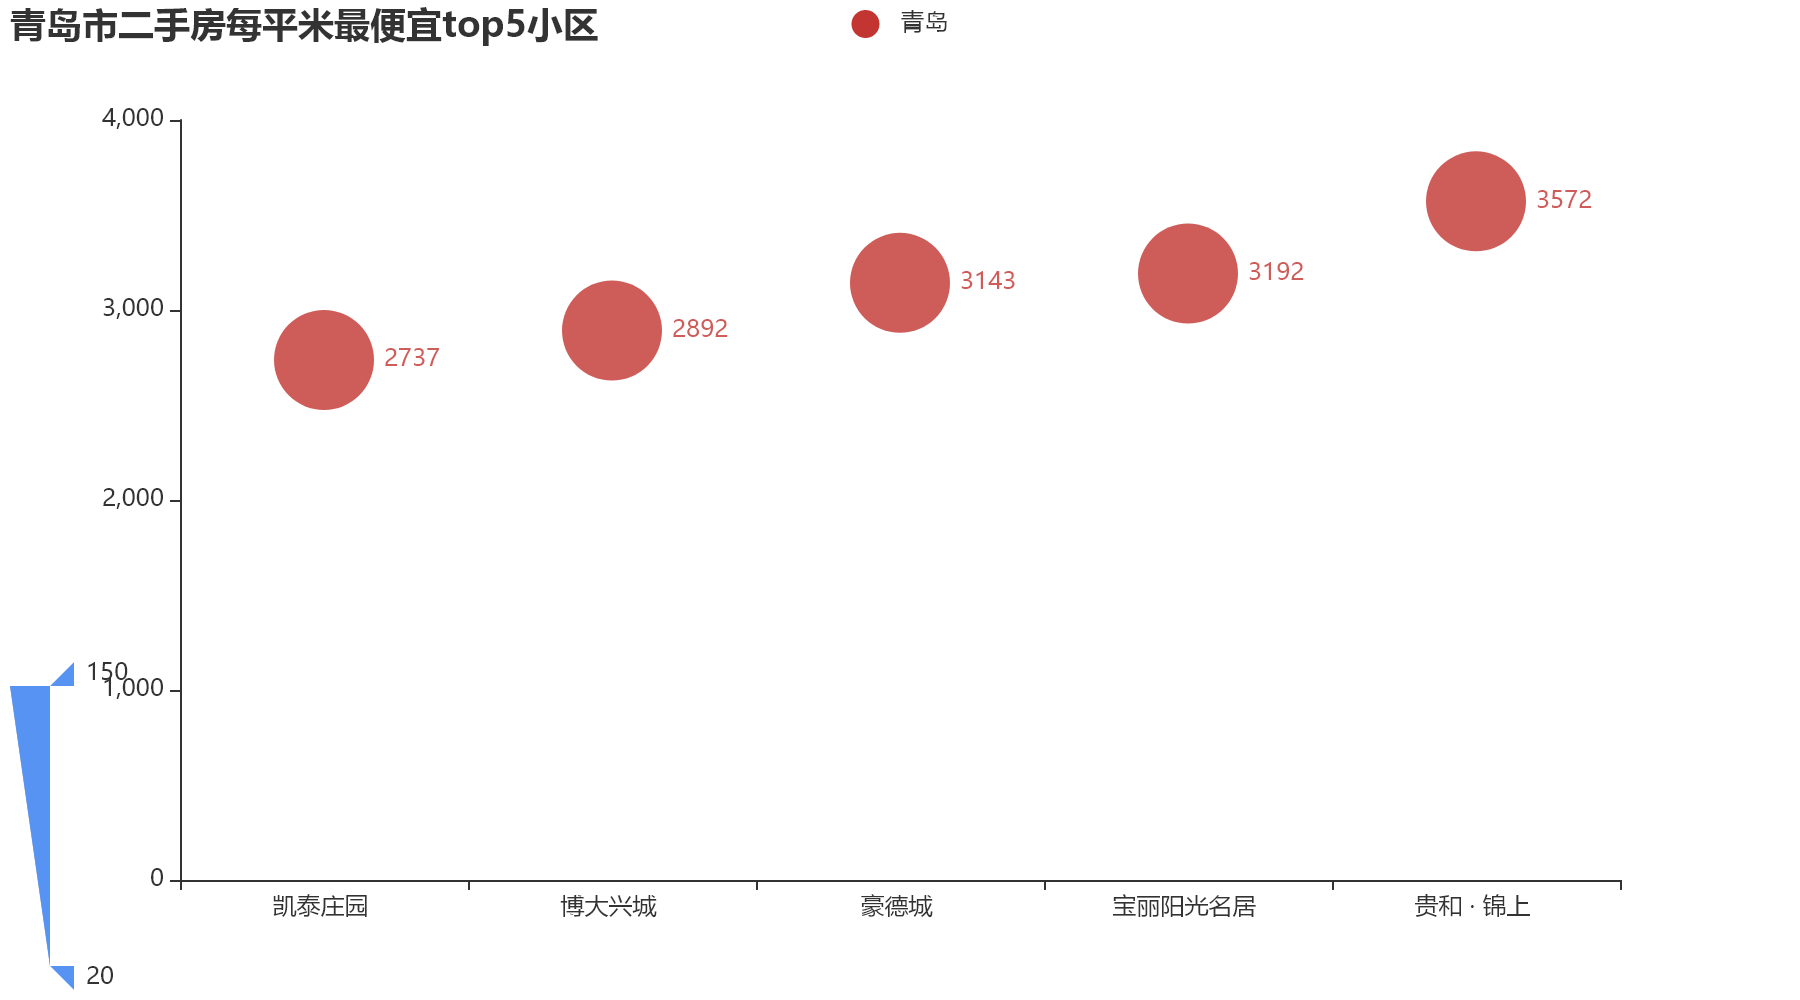 青岛市二手房每平米最便宜top5小区
青岛
4,000
3,000
2,000
1,000
0
3572
3192
3143
2892
2737
150
20
凯泰庄园
博大兴城
豪德城
宝丽阳光名居
贵和 · 锦上